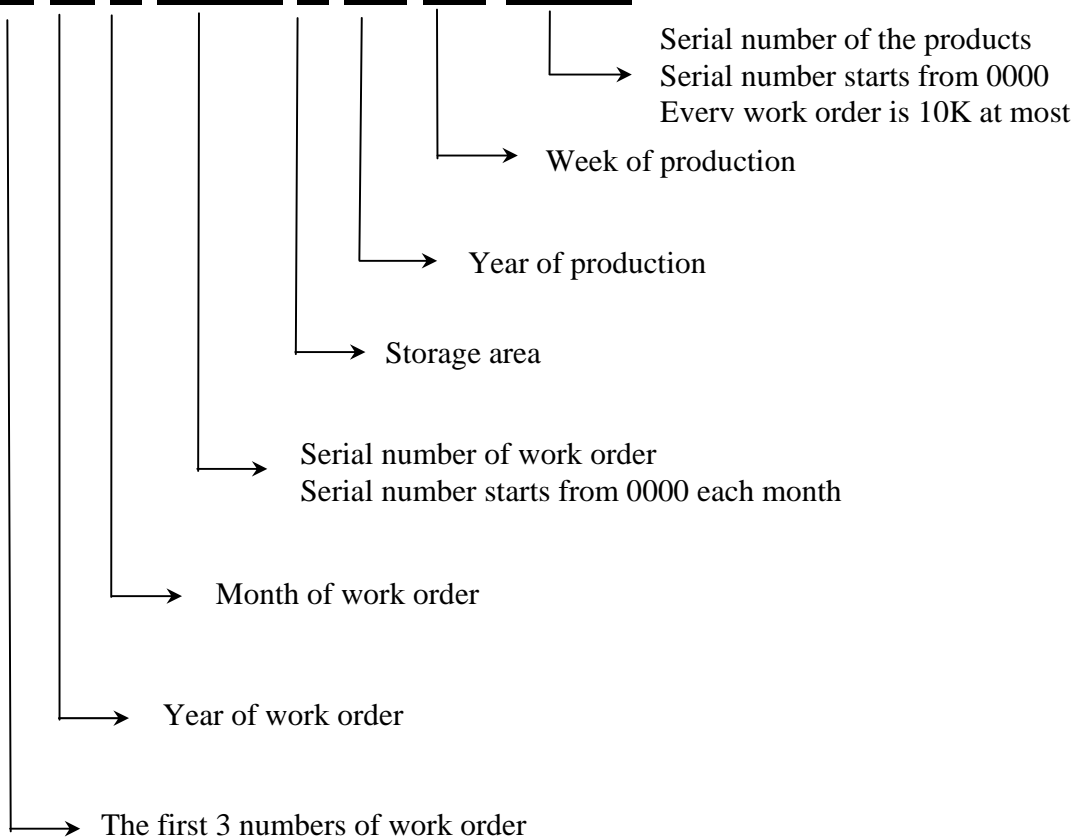 Serial number of the products
Serial number starts from 0000
Every work order is 10K at most
Week of production
Year of production
Storage area
Serial number of work order
Serial number starts from 0000 each month
Month of work order
Year of work order
The first 3 numbers of work order